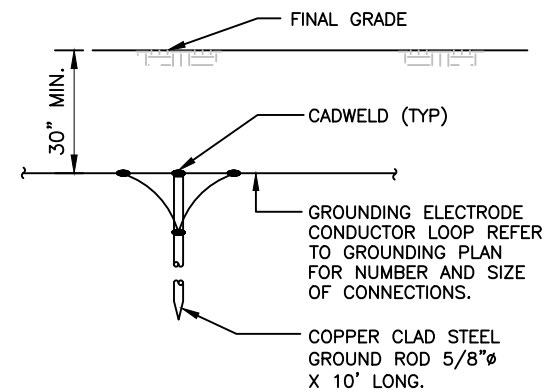 FINAL GRADE
30" MIN.
CADWELD (TYP)
GROUNDING ELECTRODE
CONDUCTOR LOOP REFER
TO GROUNDING PLAN
FOR NUMBER AND SIZE
OF CONNECTIONS.
COPPER CLAD STEEL
GROUND ROD 5/8"ø
X 10' LONG.